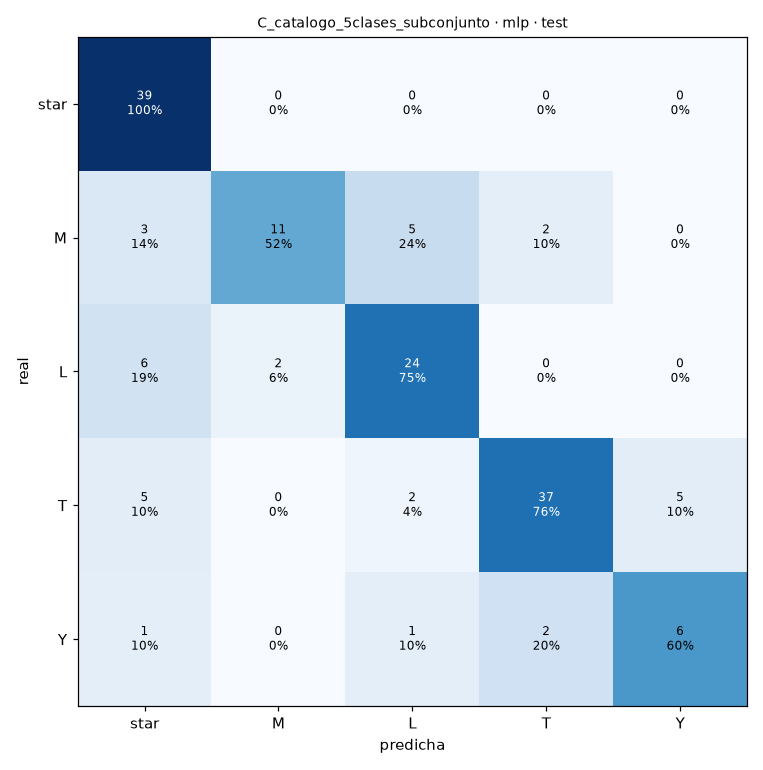 C_catalogo_5clases_subconjunto · mlp · test
star
39 0 0 0 0
100% 0% 0% 0% 0%
M
3 11 5 2 0
14% 52% 24% 10% 0%
real
L
6 2 24 0 0
19% 6% 75% 0% 0%
T
5 0 2 37 5
10% 0% 4% 76% 10%
Y
1 0 1 2 6
10% 0% 10% 20% 60%
star M L T Y
predicha